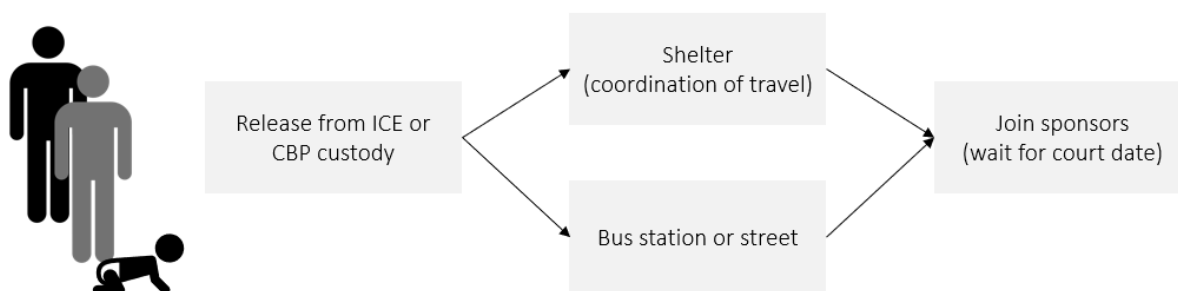 Release from ICE or
CBP custody
Shelter
(coordination of travel)
Bus station or street
Join sponsors
(wait for court date)